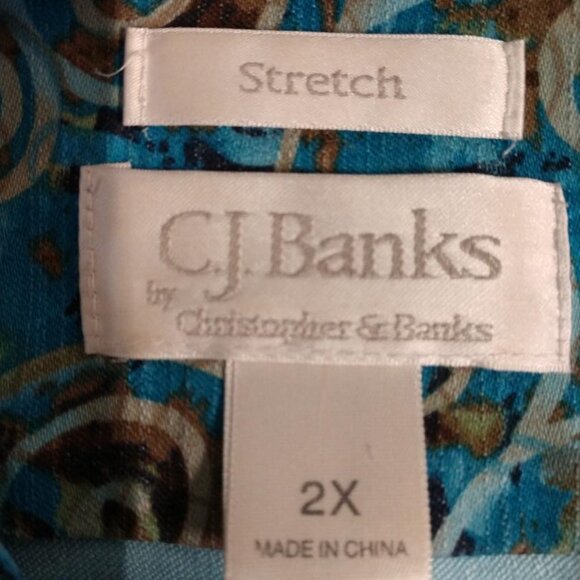 Stretch
C.J. Banks
by
Christopher & Banks
2X
MADE IN CHINA